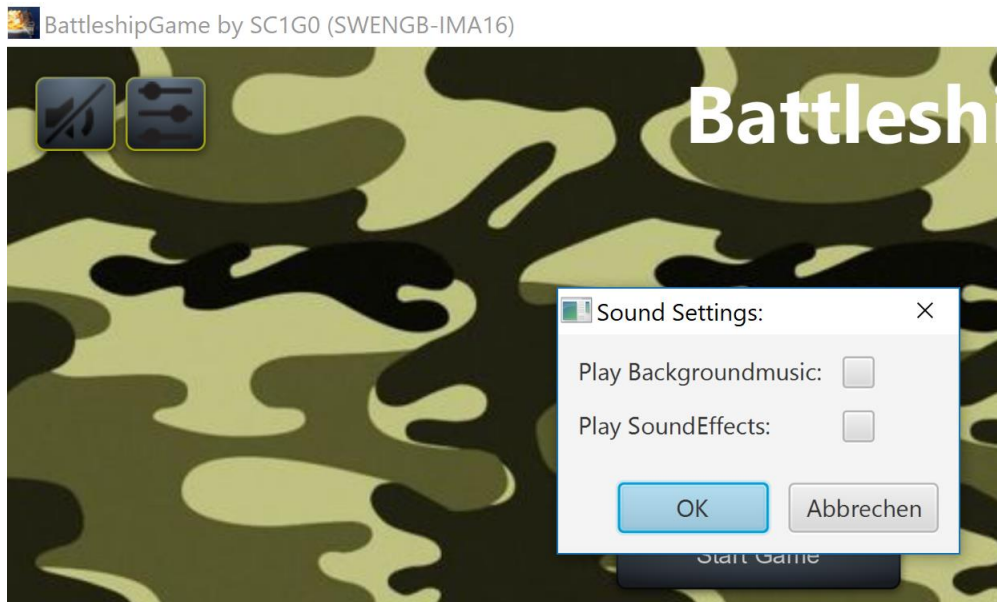 BattleshipGame by SC1G0 (SWENGB-IMA16)
Battleshi
Sound Settings:
Play Backgroundmusic:
Play SoundEffects:
OK Abbrechen
Start Game